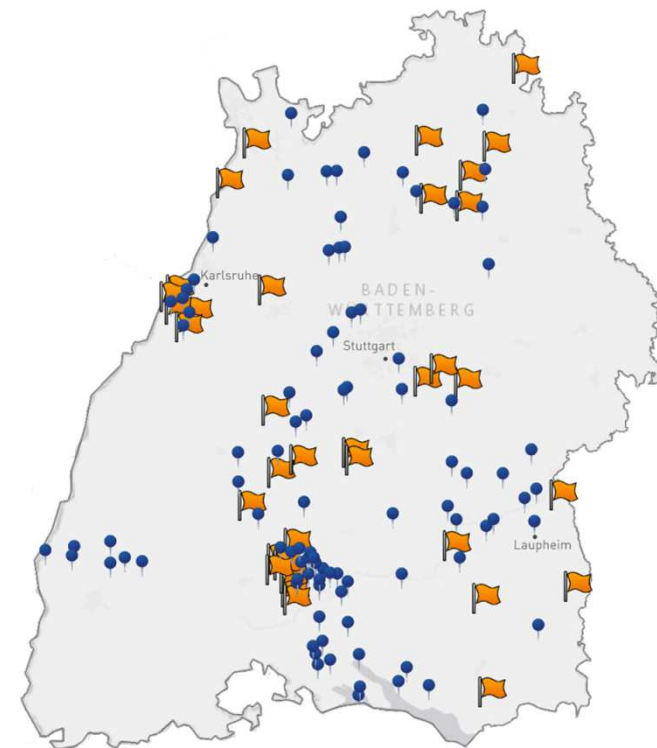 Karlsruhe
BADEN-
WÜRTTEMBERG
Stuttgart
Laupheim